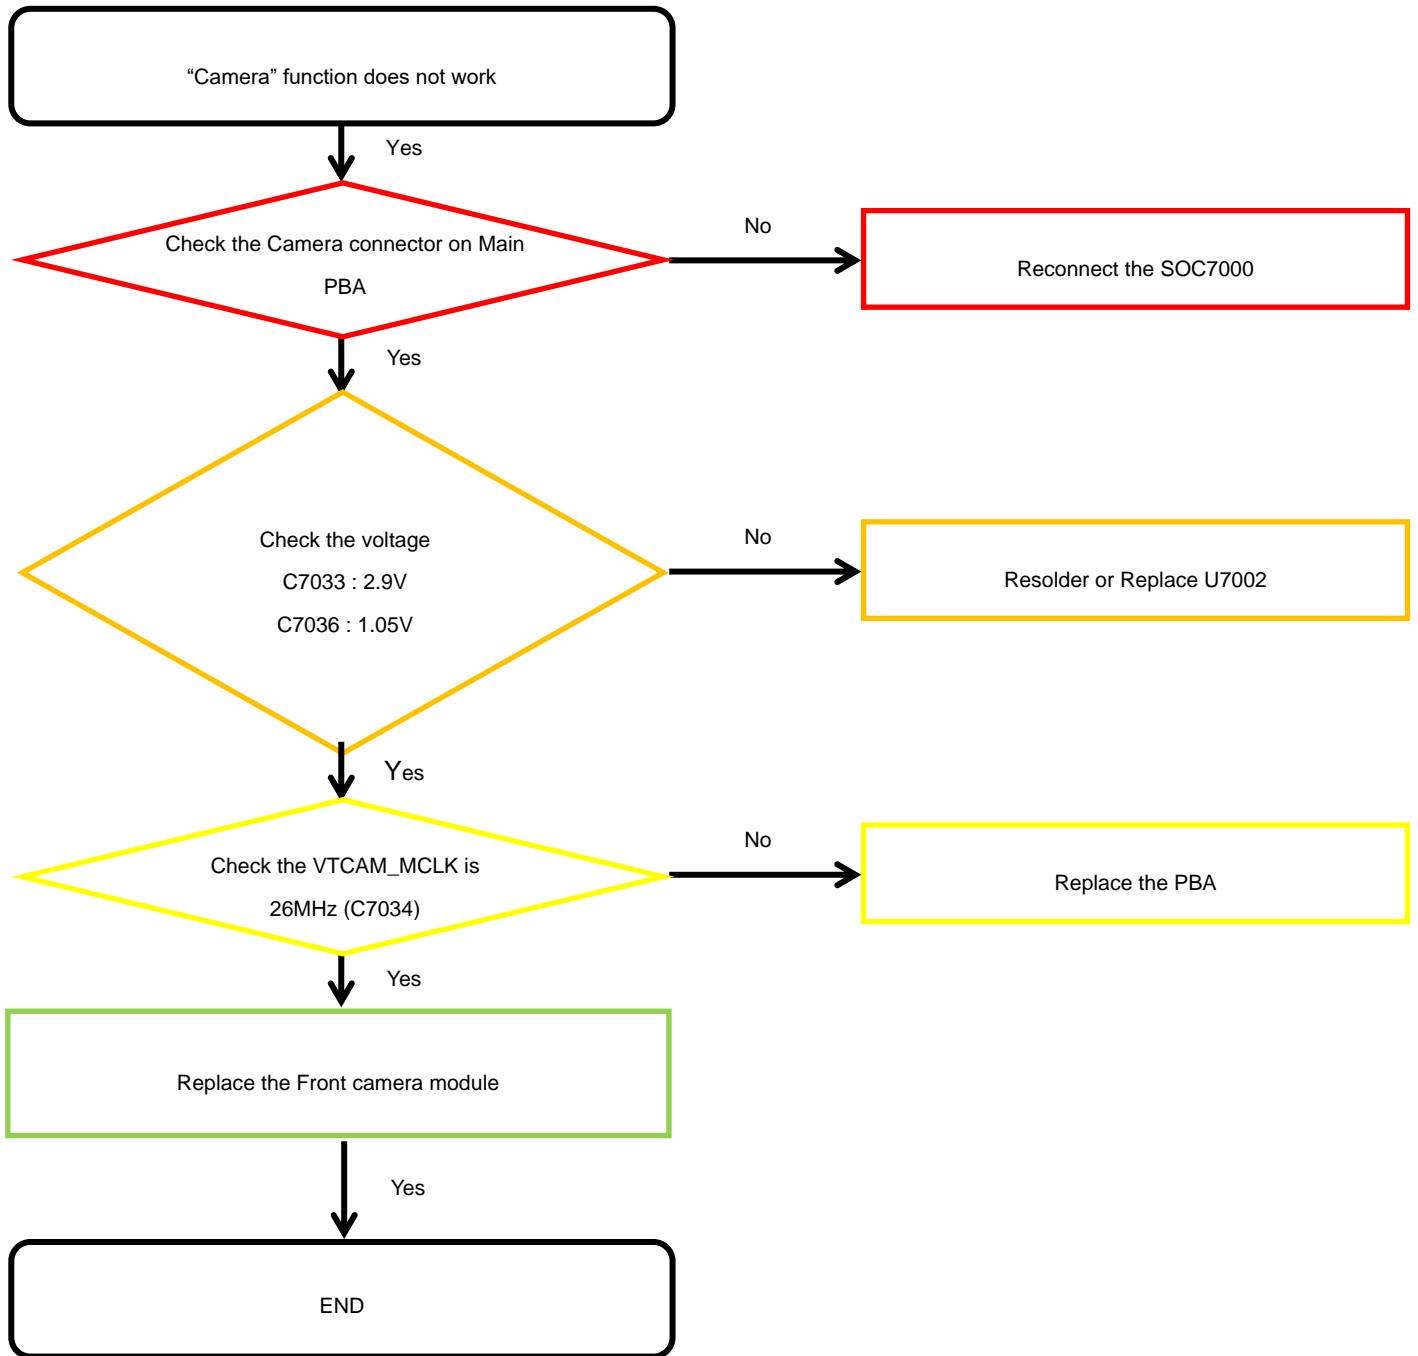 “Camera” function does not work
Yes
Check the Camera connector on Main
PBA
No
Reconnect the SOC7000
Yes
Check the voltage
C7033 : 2.9V
C7036 : 1.05V
No
Resolder or Replace U7002
Yes
Check the VTCAM_MCLK is
26MHz (C7034)
No
Replace the PBA
Yes
Replace the Front camera module
Yes
END